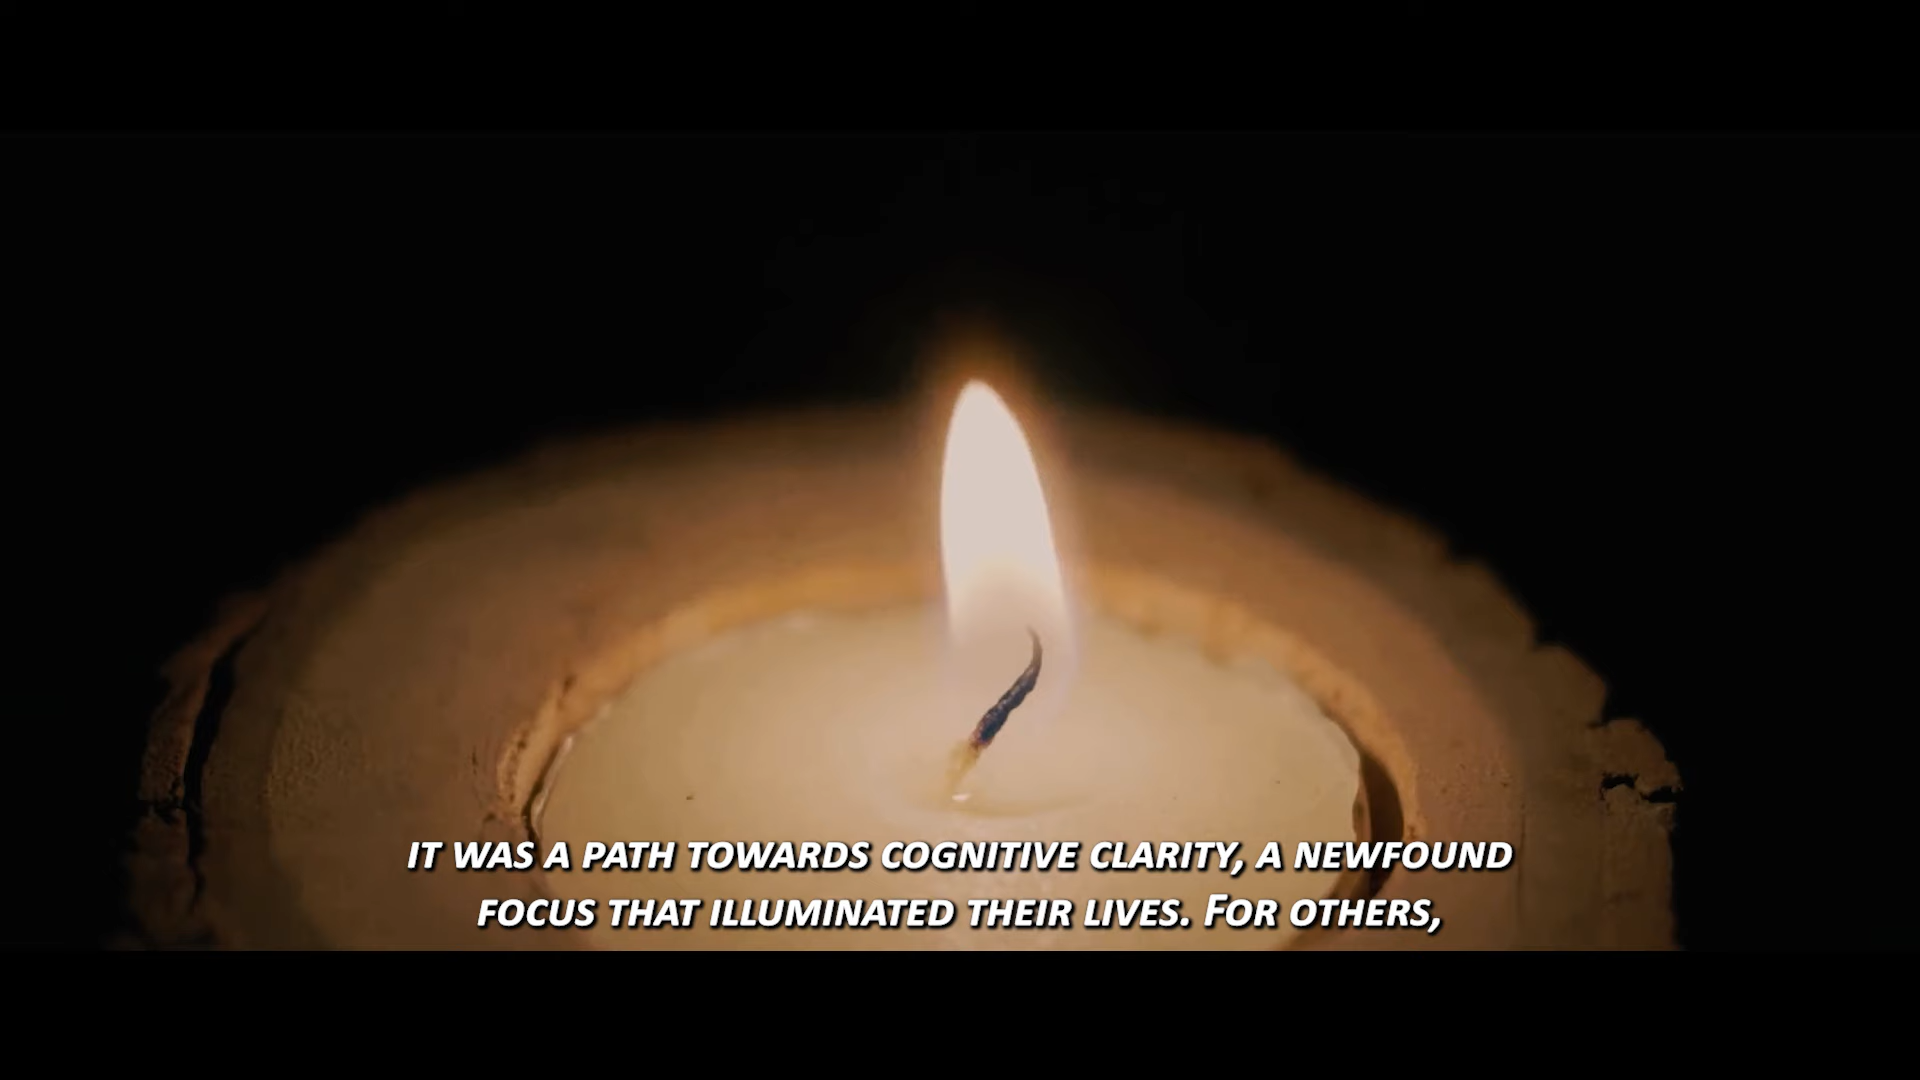 IT WAS A PATH TOWARDS COGNITIVE CLARITY, A NEWFOUND
FOCUS THAT ILLUMINATED THEIR LIVES. FOR OTHERS,